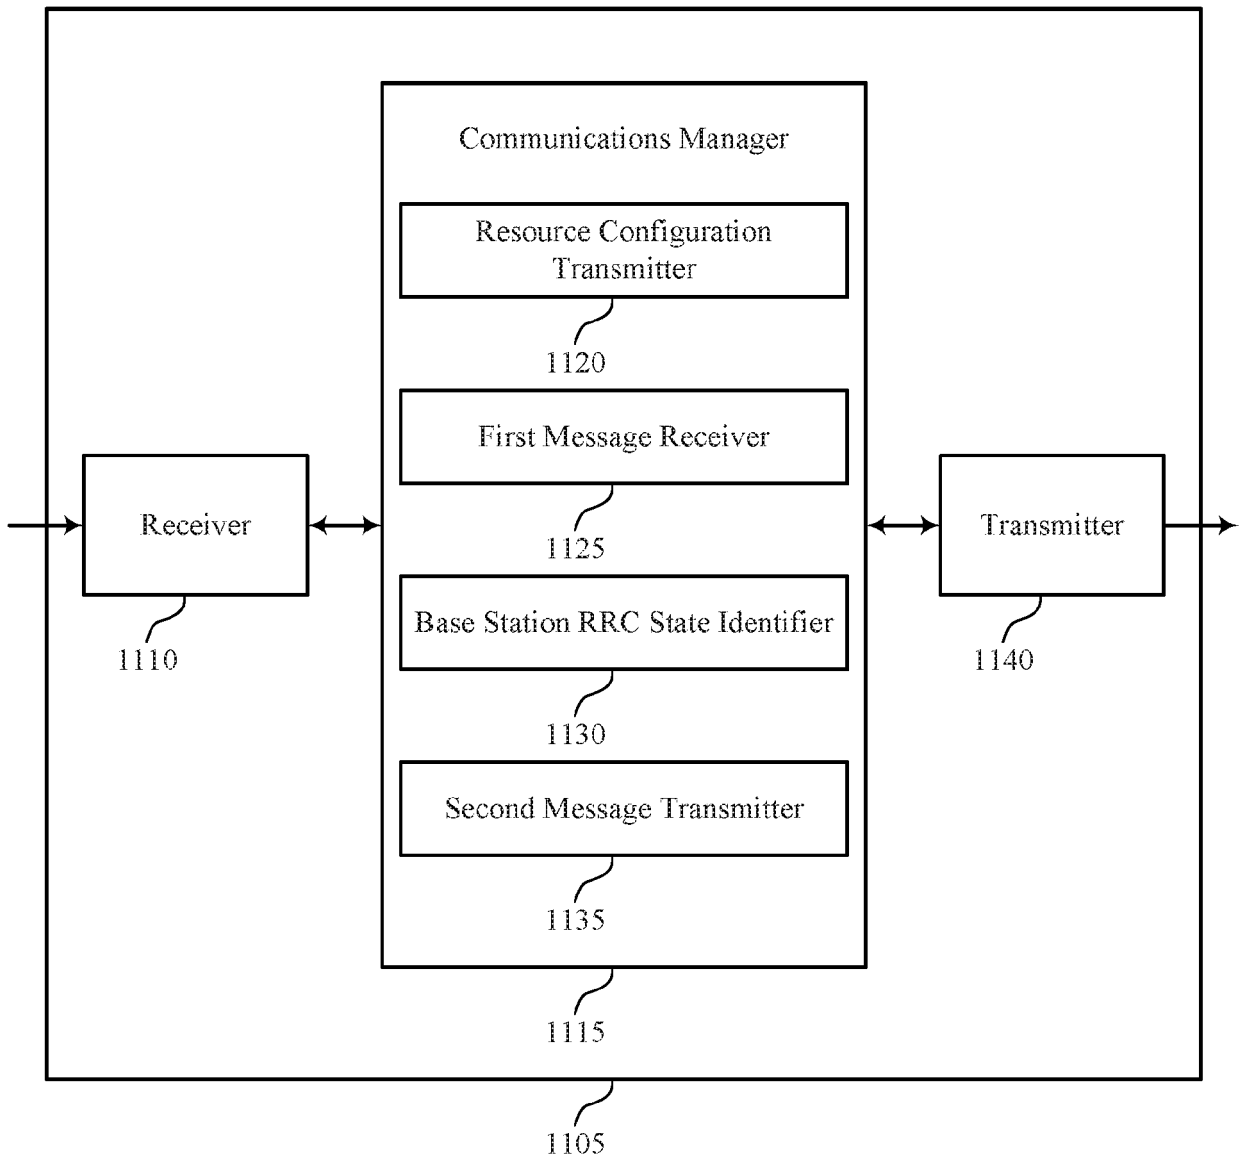 Communications Manager
Resource Configuration
Transmitter
1120
First Message Receiver
1125
Receiver
1110
Transmitter
1140
Base Station RRC State Identifier
1130
Second Message Transmitter
1135
1115
1105